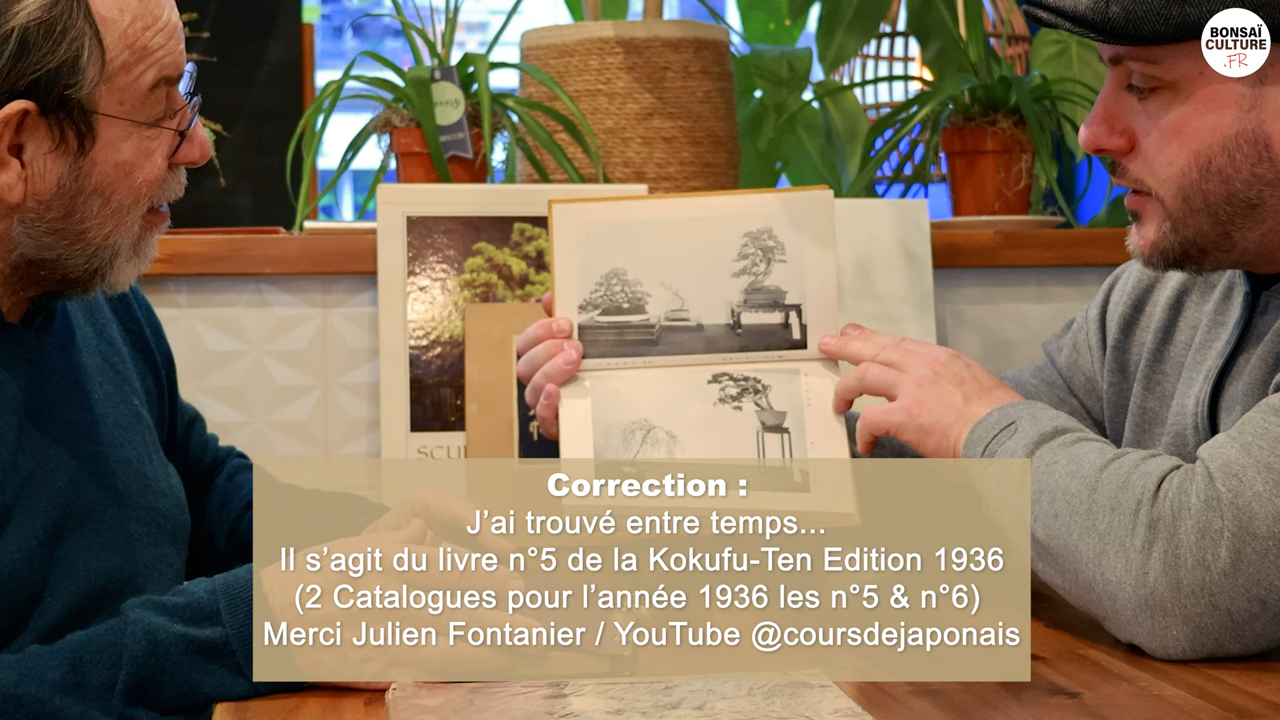 BONSAÏ
CULTURE
.FR
SCUL
Correction :
J'ai trouvé entre temps...
Il s'agit du livre n°5 de la Kokufu-Ten Edition 1936
(2 Catalogues pour l'année 1936 les n°5 & n°6)
Merci Julien Fontanier / YouTube @coursdejaponais